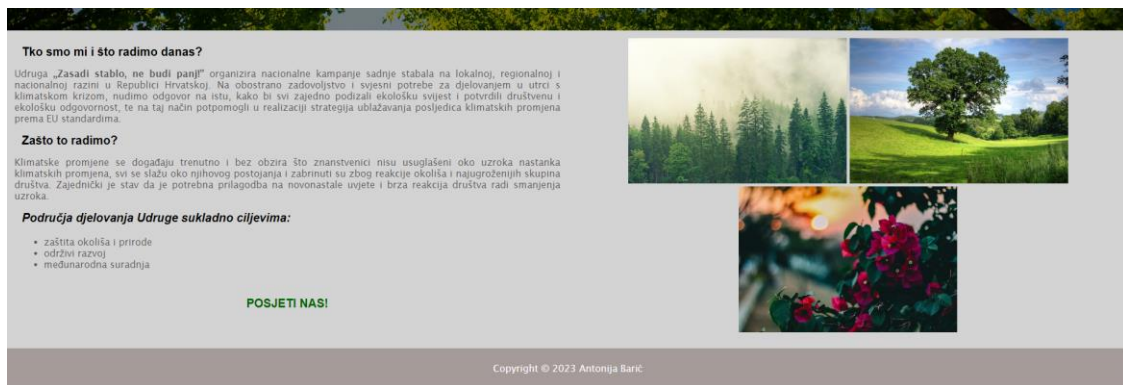 Tko smo mi i što radimo danas?
Udruga „Zasadi stablo, ne budi panj!” organizira nacionalne kampanje sadnje stabala na lokalnoj, regionalnoj i
nacionalnoj razini u Republici Hrvatskoj. Na obostrano zadovoljstvo i svjesni potrebe za djelovanjem u utrci s
klimatskom krizom, nudimo odgovor na istu, kako bi svi zajedno podizali ekološku svijest i potvrdili društvenu i
ekološku odgovornost, te na taj način potpomogli u realizaciji strategija ublažavanja posljedica klimatskih promjena
prema EU standardima.
Zašto to radimo?
Klimatske promjene se događaju trenutno i bez obzira što znanstvenici nisu usuglašeni oko uzroka nastanka
klimatskih promjena, svi se slažu oko njihovog postojanja i zabrinuti su zbog reakcije okoliša i najugroženijih skupina
društva. Zajednički je stav da je potrebna prilagodba na novonastale uvjete i brza reakcija društva radi smanjenja
uzroka.
Područja djelovanja Udruge sukladno ciljevima:
• zaštita okoliša i prirode
• održivi razvoj
• međunarodna suradnja
POSJETI NAS!
Copyright © 2023 Antonija Barić